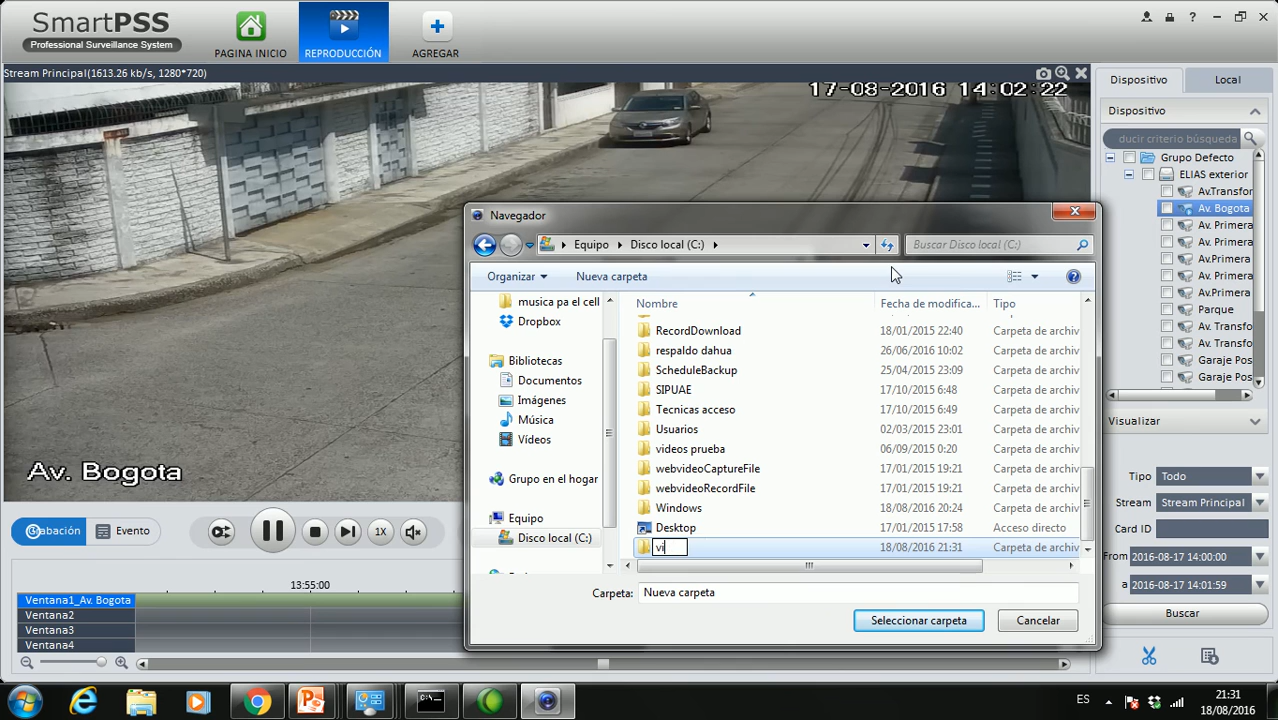 SmartPSS
Professional Surveillance System
PAGINA INICIO
REPRODUCCIÓN
AGREGAR
Stream Principal(1613.26 kb/s, 1280*720)
17-08-2016 14:02:22
Av. Bogota
Dispositivo
Local
Dispositivo
ducir criterio búsqueda
Grupo Defecto
ELIAS exterior
Av.Transfor
Av. Bogota
Av. Primera
Av. Primera
Av.Primera
Av. Primera
Av.Primera
Parque
Av. Transfo
Av. Transfo
Garaje Pos
Garaje Pos
Visualizar
Tipo Todo
Stream Stream Principal
Card ID
From 2016-08-17 14:00:00
a 2016-08-17 14:01:59
Buscar
Navegador
Equipo Disco local (C:)
Buscar Disco local (C:)
Organizar Nueva carpeta
musica pa el cell
Dropbox
Bibliotecas
Documentos
Imágenes
Música
Vídeos
Grupo en el hogar
Equipo
Disco local (C:)
Nombre Fecha de modifica... Tipo
RecordDownload 18/01/2015 22:40 Carpeta de archiv
respaldo dahua 26/06/2016 10:02 Carpeta de archiv
ScheduleBackup 25/04/2015 23:09 Carpeta de archiv
SIPUAE 17/10/2015 6:48 Carpeta de archiv
Tecnicas acceso 17/10/2015 6:49 Carpeta de archiv
Usuarios 02/03/2015 23:01 Carpeta de archiv
videos prueba 06/09/2015 0:20 Carpeta de archiv
webvideoCaptureFile 17/01/2015 19:21 Carpeta de archiv
webvideoRecordFile 17/01/2015 19:21 Carpeta de archiv
Windows 18/08/2016 20:24 Carpeta de archiv
Desktop 17/01/2015 17:58 Acceso directo
vi 18/08/2016 21:31 Carpeta de archiv
Carpeta: Nueva carpeta
Seleccionar carpeta Cancelar
Grabación
Evento
1X
13:55:00
Ventana1_Av. Bogota
Ventana2
Ventana3
Ventana4
ES
21:31
18/08/2016